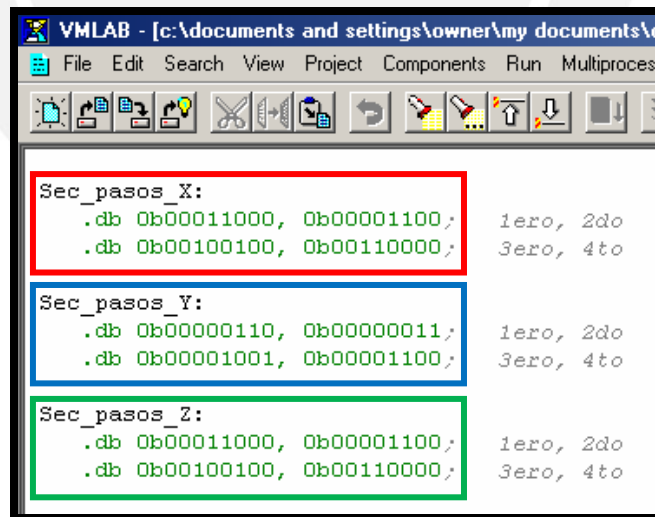 VMLAB - [c:\documents and settings\owner\my documents\
File Edit Search View Project Components Run Multiproces
Sec_pasos_X:
.db 0b00011000, 0b00001100; 1ero, 2do
.db 0b00100100, 0b00110000; 3ero, 4to
Sec_pasos_Y:
.db 0b00000110, 0b00000011; 1ero, 2do
.db 0b00001001, 0b00001100; 3ero, 4to
Sec_pasos_Z:
.db 0b00011000, 0b00001100; 1ero, 2do
.db 0b00100100, 0b00110000; 3ero, 4to